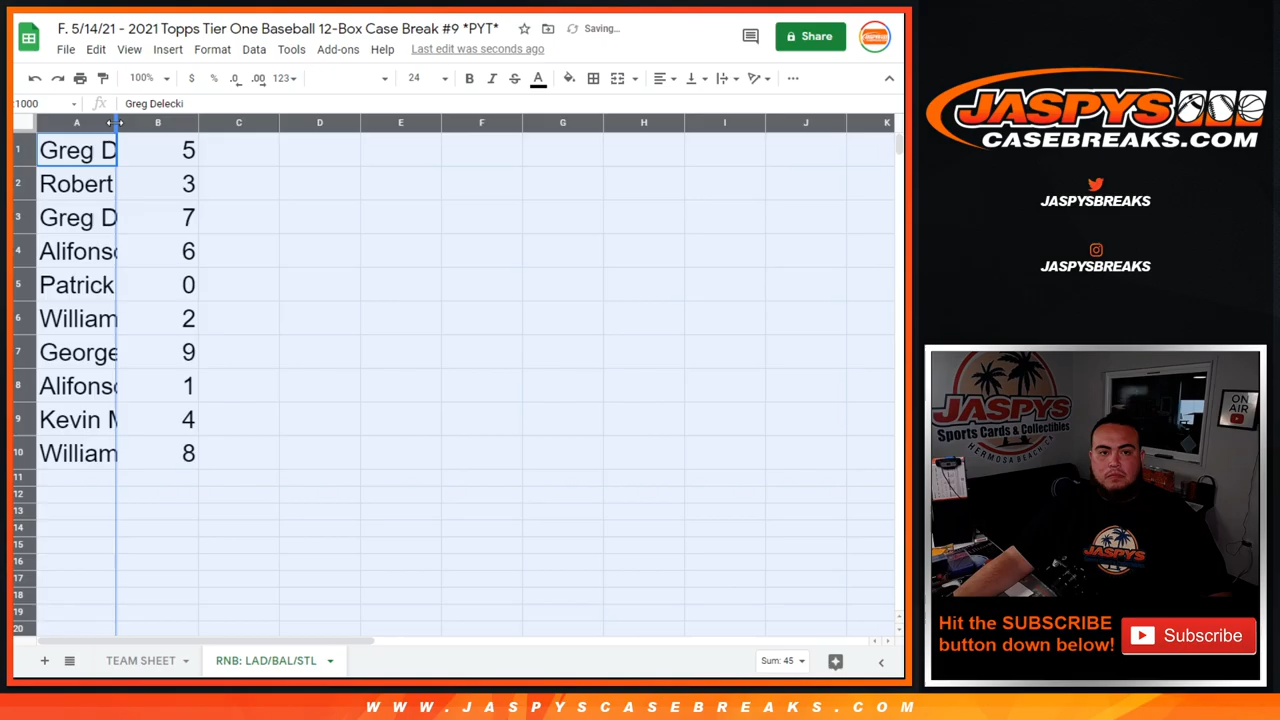 F. 5/14/21 - 2021 Topps Tier One Baseball 12-Box Case Break #9 *PYT*
Saving...
File Edit View Insert Format Data Tools Add-ons Help Last edit was seconds ago
Share
100% $ % .0 .00 123 24 B I S A
:1000 fx Greg Delecki
A B C D E F G H I J K
1 Greg D 5
2 Robert 3
3 Greg D 7
4 Alifonso 6
5 Patrick 0
6 William 2
7 George 9
8 Alifonso 1
9 Kevin M 4
10 William 8
11
12
13
14
15
16
17
18
19
20
TEAM SHEET RNB: LAD/BAL/STL Sum: 45
JASPYS
CASEBREAKS.COM
JASPYSBREAKS
JASPYSBREAKS
JASPYS
Sports Cards & Collectibles
HERMOSA BEACH, CA
ON AIR
JASPYS
Hit the SUBSCRIBE
button down below!
Subscribe
WWW.JASPYSCASEBREAKS.COM